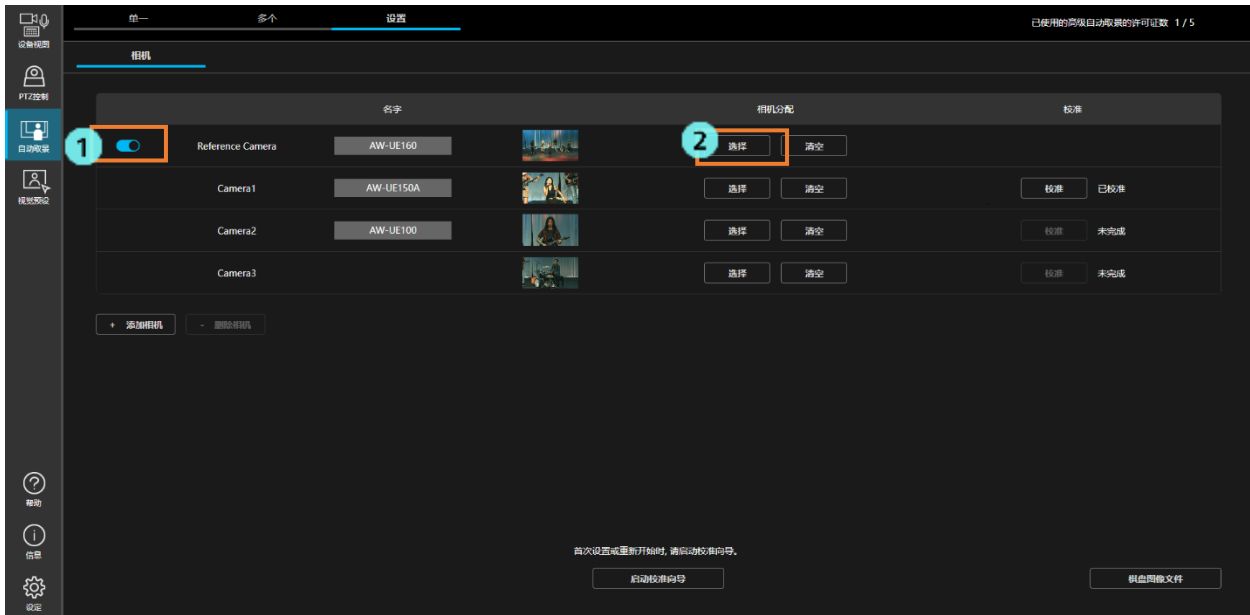 单一 多个 设置 已使用的高级自动取景的许可证数 1 / 5
设备视图
相机
PTZ控制
名字 相机分配 校准
自动取景
1 Reference Camera AW-UE160 2 选择 清空
Camera1 AW-UE150A 选择 清空 校准 已校准
视觉预设
Camera2 AW-UE100 选择 清空 校准 未完成
Camera3 选择 清空 校准 未完成
+ 添加相机 - 删除相机
帮助
信息
首次设置或重新开始时, 请启动校准向导。
启动校准向导 棋盘图像文件
设定